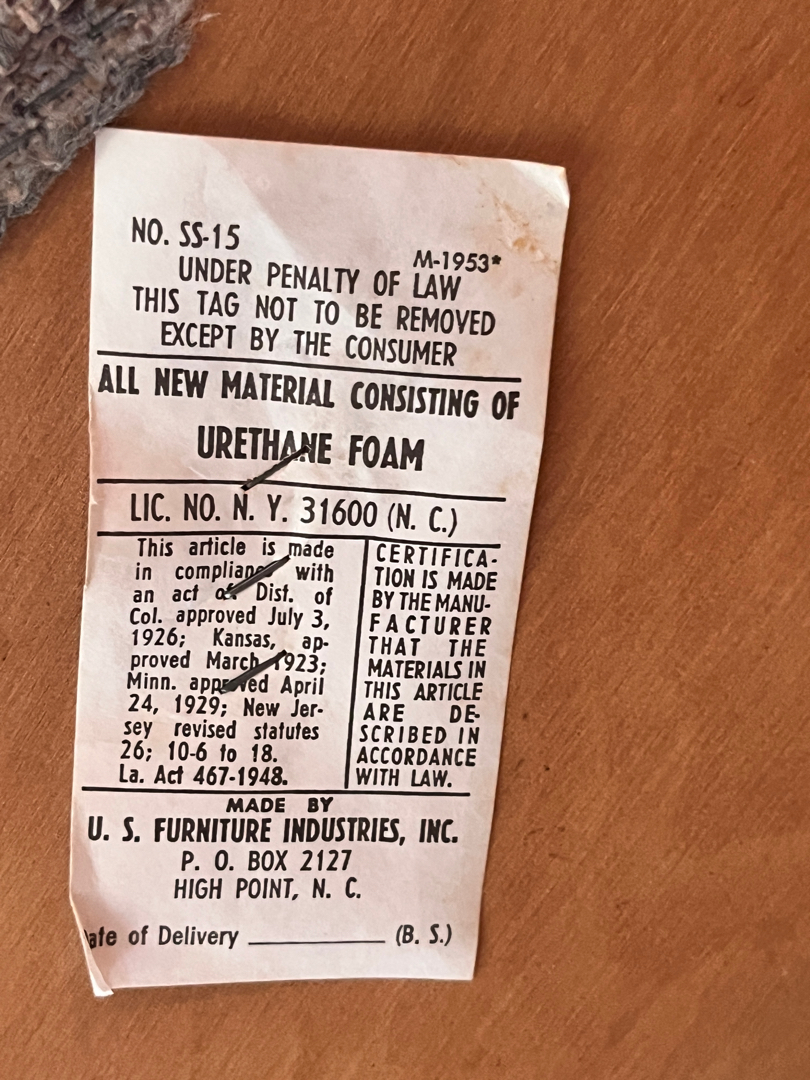 NO. SS-15
M-1953*
UNDER PENALTY OF LAW
THIS TAG NOT TO BE REMOVED
EXCEPT BY THE CONSUMER
ALL NEW MATERIAL CONSISTING OF
URETHANE FOAM
LIC. NO. N. Y. 31600 (N. C.)
This article is made
in compliance with
an act of Dist. of
Col. approved July 3,
1926; Kansas, ap-
proved March 1923;
Minn. approved April
24, 1929; New Jer-
sey revised statutes
26; 10-6 to 18.
La. Act 467-1948.
CERTIFICA-
TION IS MADE
BY THE MANU-
FACTURER
THAT THE
MATERIALS IN
THIS ARTICLE
ARE DE-
SCRIBED IN
ACCORDANCE
WITH LAW.
MADE BY
U. S. FURNITURE INDUSTRIES, INC.
P. O. BOX 2127
HIGH POINT, N. C.
ate of Delivery ____________ (B. S.)